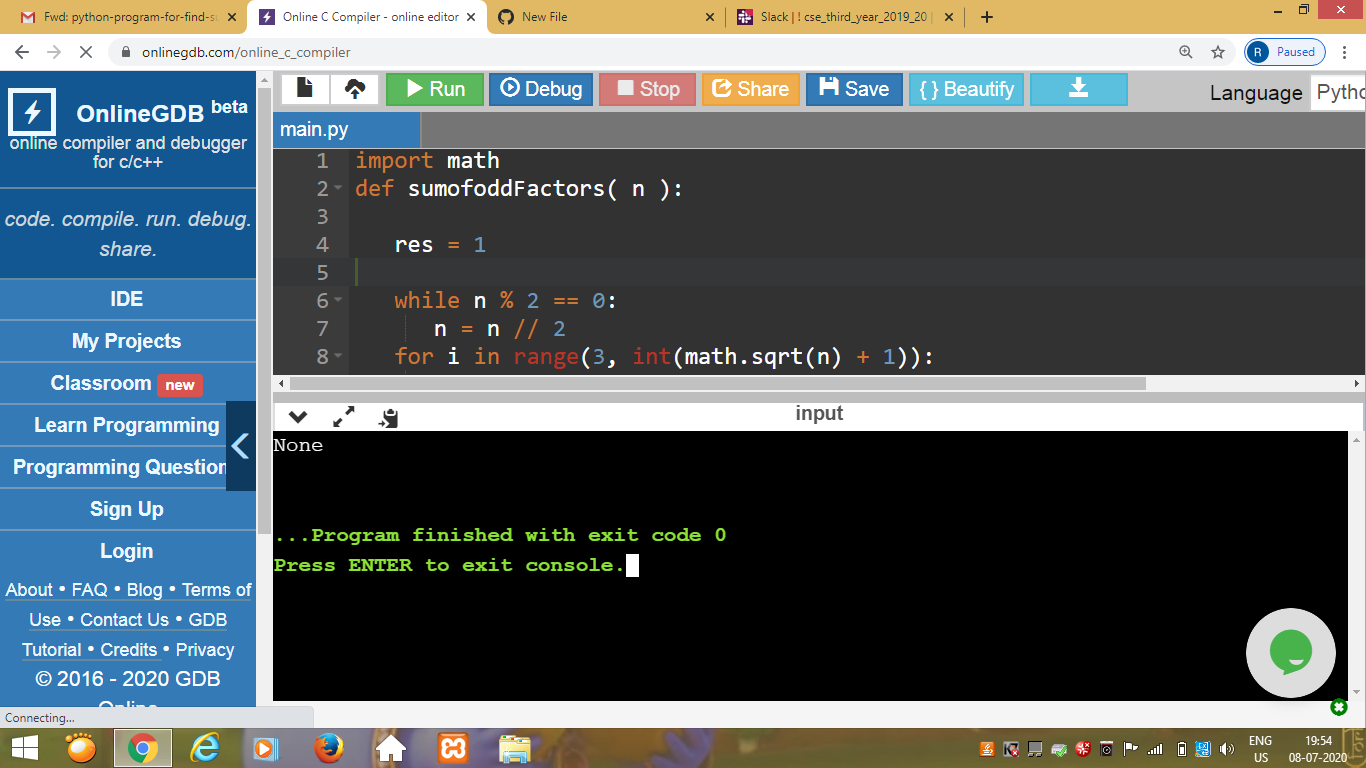 Fwd: python-program-for-find-su
Online C Compiler - online editor
New File
Slack | ! cse_third_year_2019_20 |
onlinegdb.com/online_c_compiler
R Paused
OnlineGDB beta
online compiler and debugger
for c/c++
code. compile. run. debug.
share.
IDE
My Projects
Classroom new
Learn Programming
Programming Question
Sign Up
Login
About • FAQ • Blog • Terms of
Use • Contact Us • GDB
Tutorial • Credits • Privacy
© 2016 - 2020 GDB
Online
Connecting...
Run Debug Stop Share Save { } Beautify
Language Pytho
main.py
1 import math
2 def sumofoddFactors( n ):
3
4 res = 1
5
6 while n % 2 == 0:
7 n = n // 2
8 for i in range(3, int(math.sqrt(n) + 1)):
input
None
...Program finished with exit code 0
Press ENTER to exit console.
ENG
US
19:54
08-07-2020